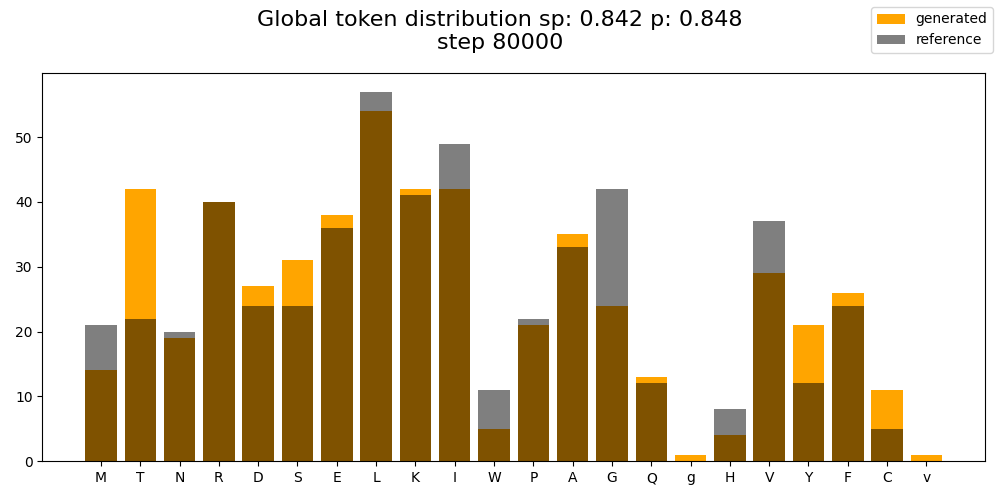 Global token distribution sp: 0.842 p: 0.848
step 80000
generated
reference
50
40
30
20
10
0
M T N R D S E L K I W P A G Q g H V Y F C v